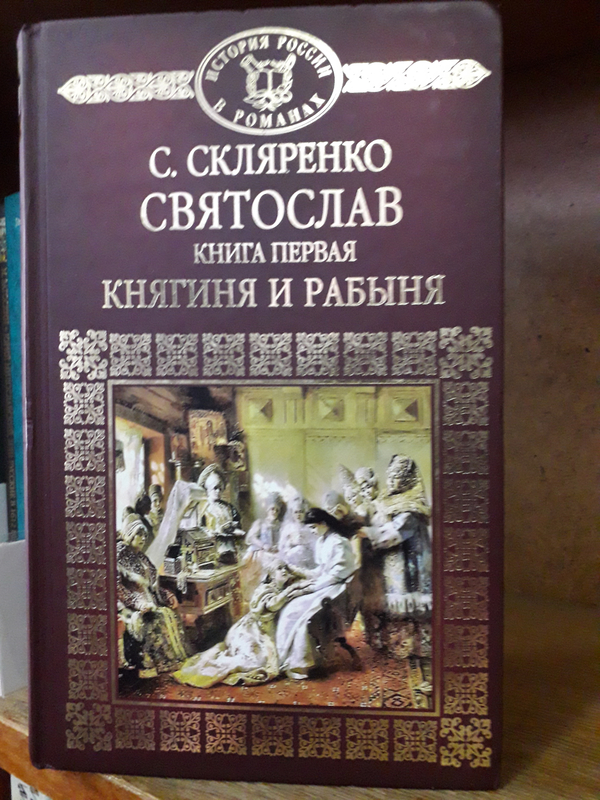 ИСТОРИЯ РОССИИ
В РОМАНАХ
С. СКЛЯРЕНКО
СВЯТОСЛАВ
КНИГА ПЕРВАЯ
КНЯГИНЯ И РАБЫНЯ